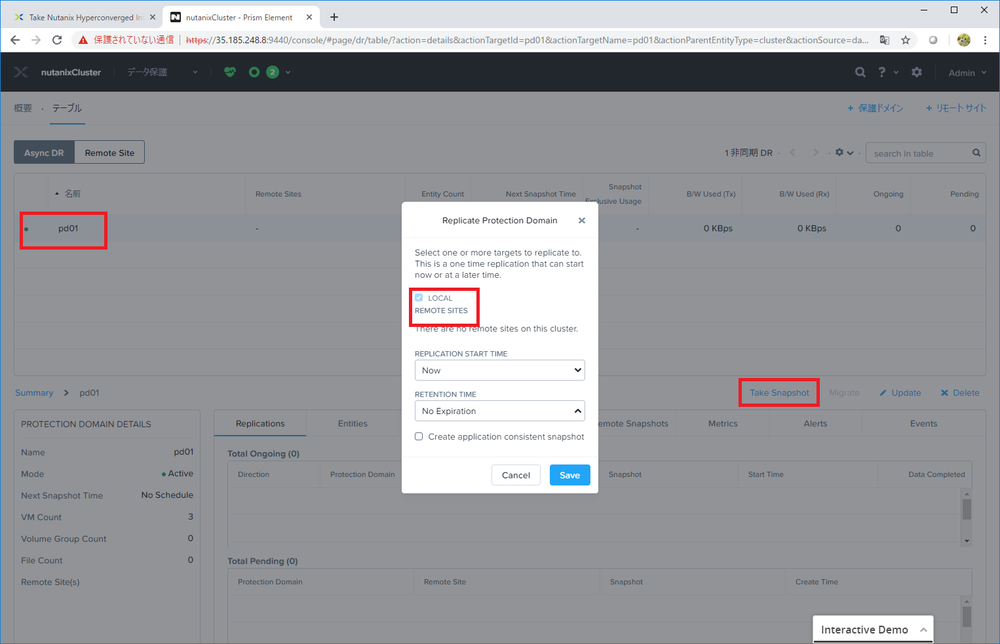 Take Nutanix Hyperconverged Inf
nutanixCluster - Prism Element
保護されていない通信
https://35.185.248.8:9440/console/#page/dr/table/?action=details&actionTargetId=pd01&actionTargetName=pd01&actionParentEntityType=cluster&actionSource=da...
nutanixCluster
データ保護
2
?
Admin
概要 · テーブル
+ 保護ドメイン
+ リモート サイト
Async DR
Remote Site
1 非同期 DR
search in table
名前
Remote Sites
Entity Count
Next Snapshot Time
Snapshot
Exclusive Usage
B/W Used (Tx)
B/W Used (Rx)
Ongoing
Pending
pd01
-
-
0 KBps
0 KBps
0
0
Replicate Protection Domain
Select one or more targets to replicate to.
This is a one time replication that can start
now or at a later time.
LOCAL
REMOTE SITES
There are no remote sites on this cluster.
REPLICATION START TIME
Now
RETENTION TIME
No Expiration
Create application consistent snapshot
Cancel
Save
Summary > pd01
Take Snapshot
Migrate
Update
Delete
PROTECTION DOMAIN DETAILS
Name pd01
Mode Active
Next Snapshot Time No Schedule
VM Count 3
Volume Group Count 0
File Count 0
Remote Site(s)
Replications
Entities
emote Snapshots
Metrics
Alerts
Events
Total Ongoing (0)
Direction
Protection Domain
Snapshot
Start Time
Data Completed
Total Pending (0)
Protection Domain
Remote Site
Snapshot
Create Time
Interactive Demo